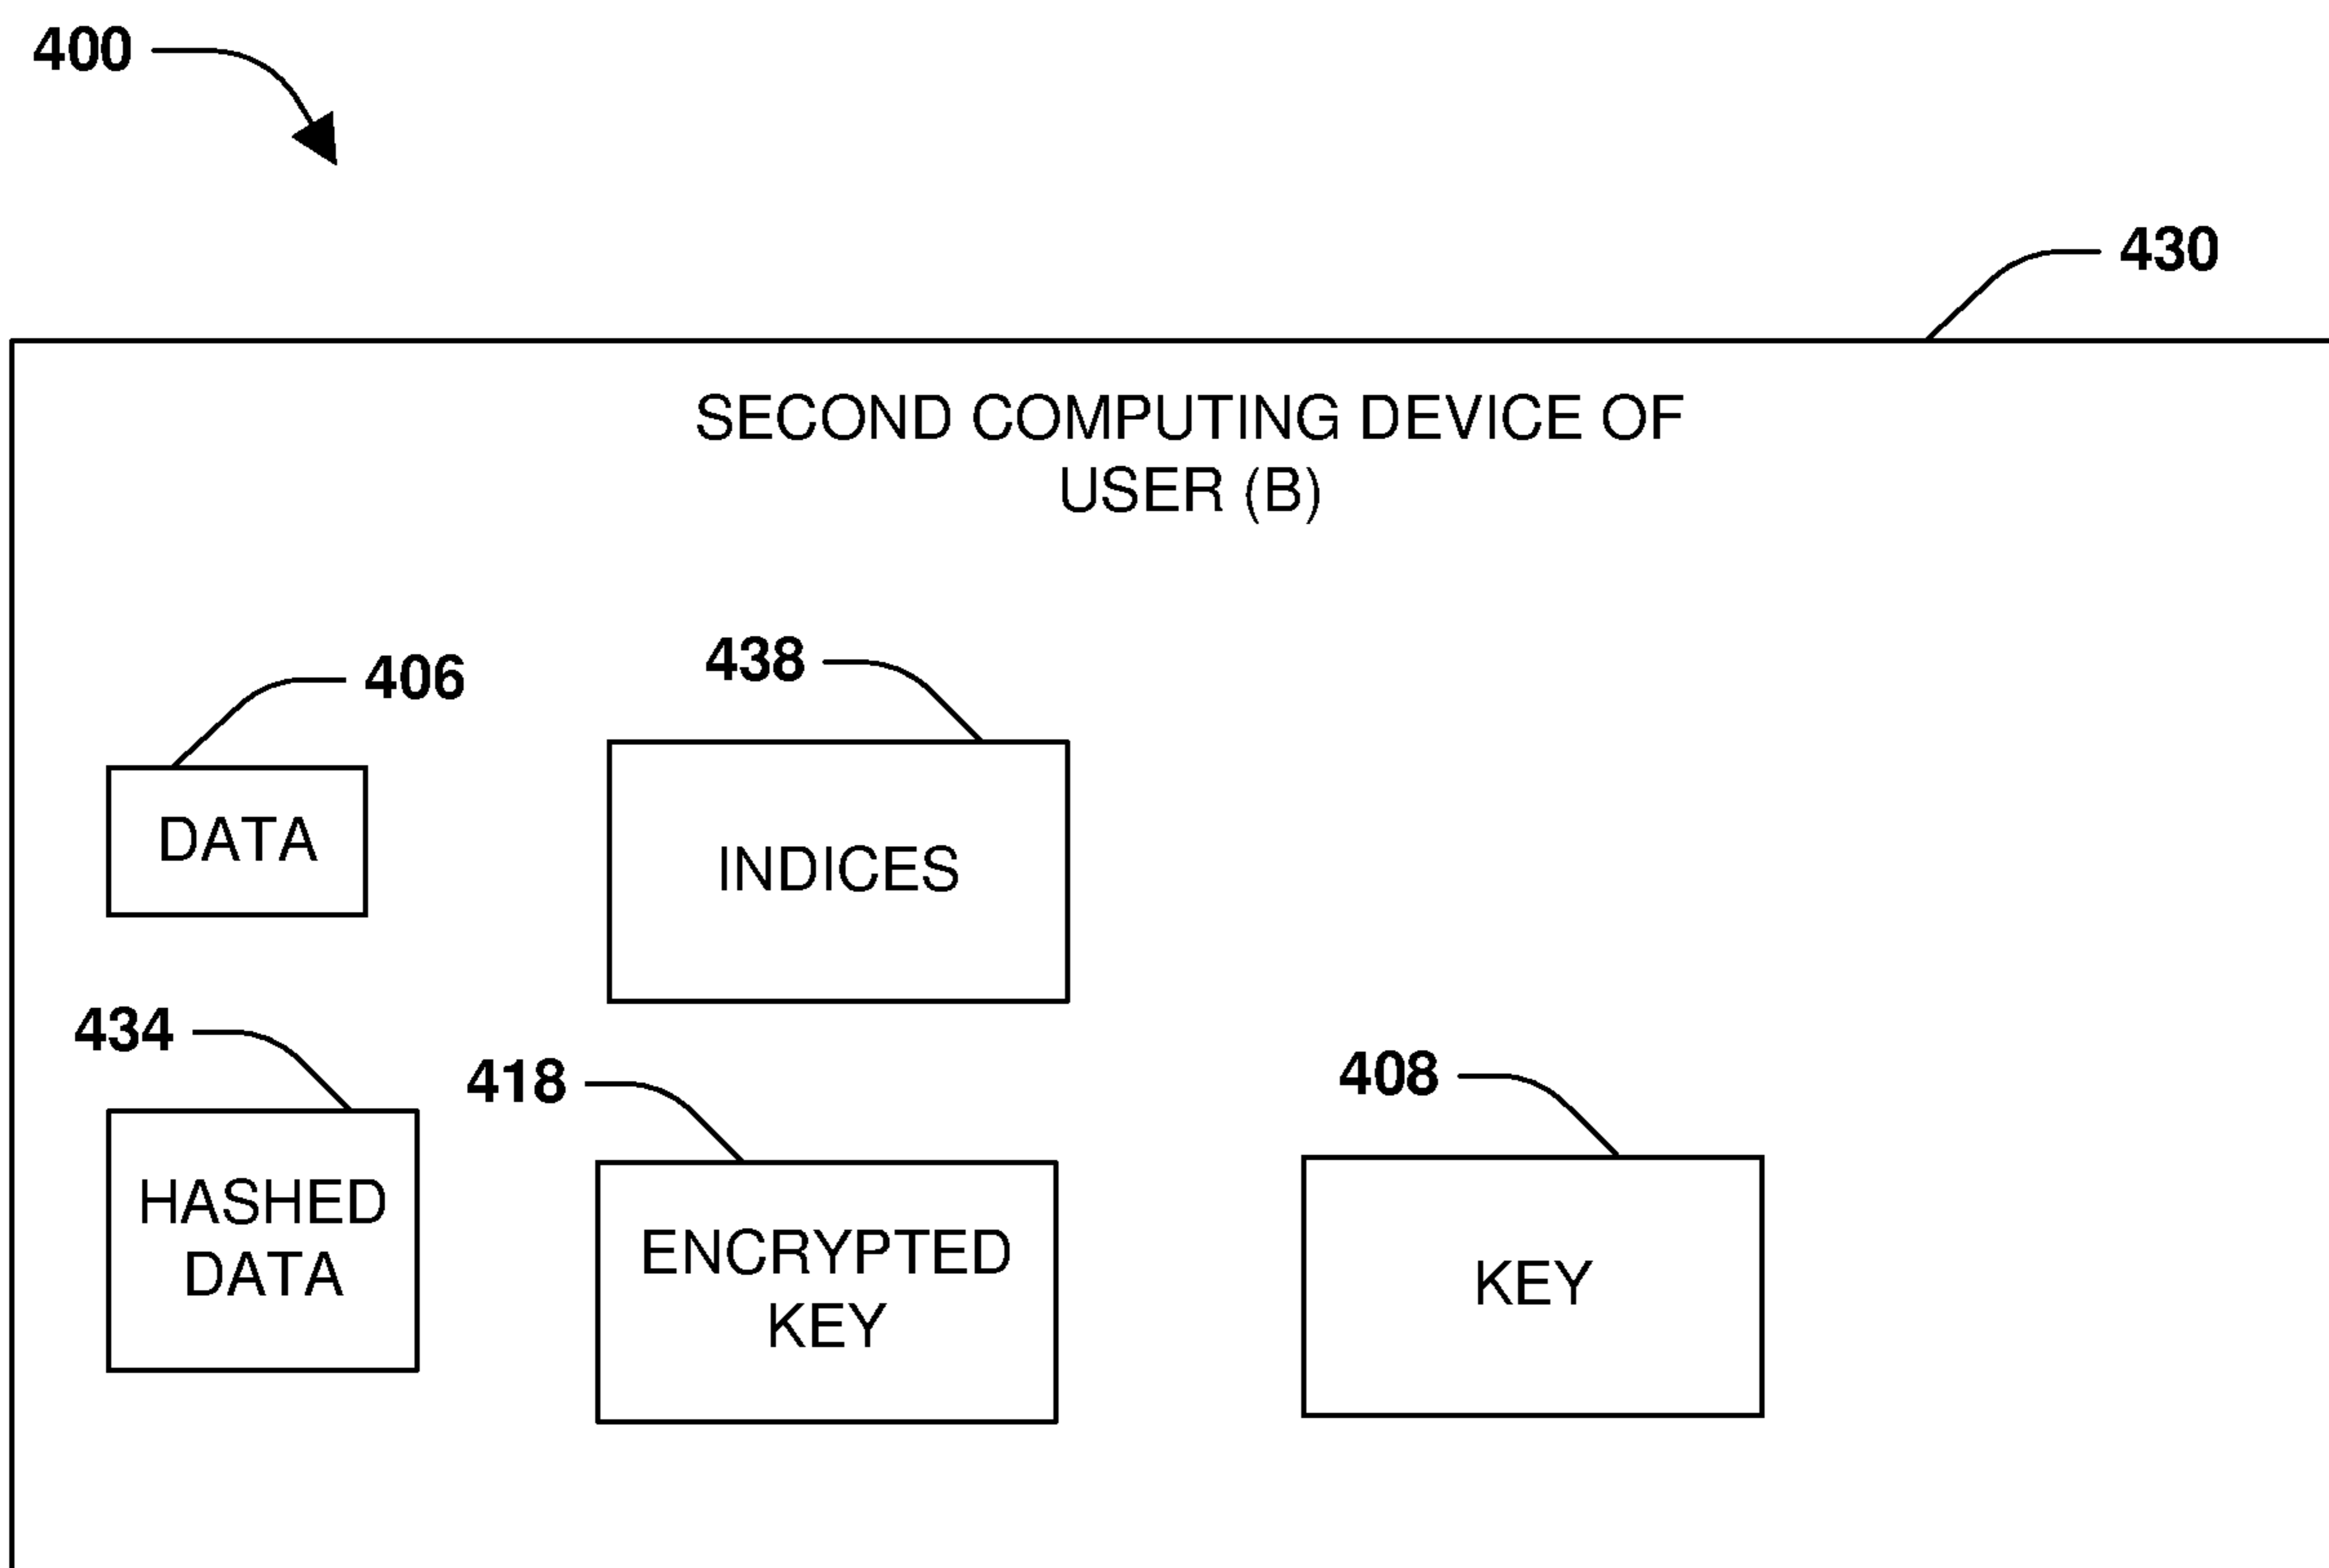 400
430
SECOND COMPUTING DEVICE OF
USER (B)
406
438
DATA
INDICES
434
418
408
HASHED
DATA
ENCRYPTED
KEY
KEY